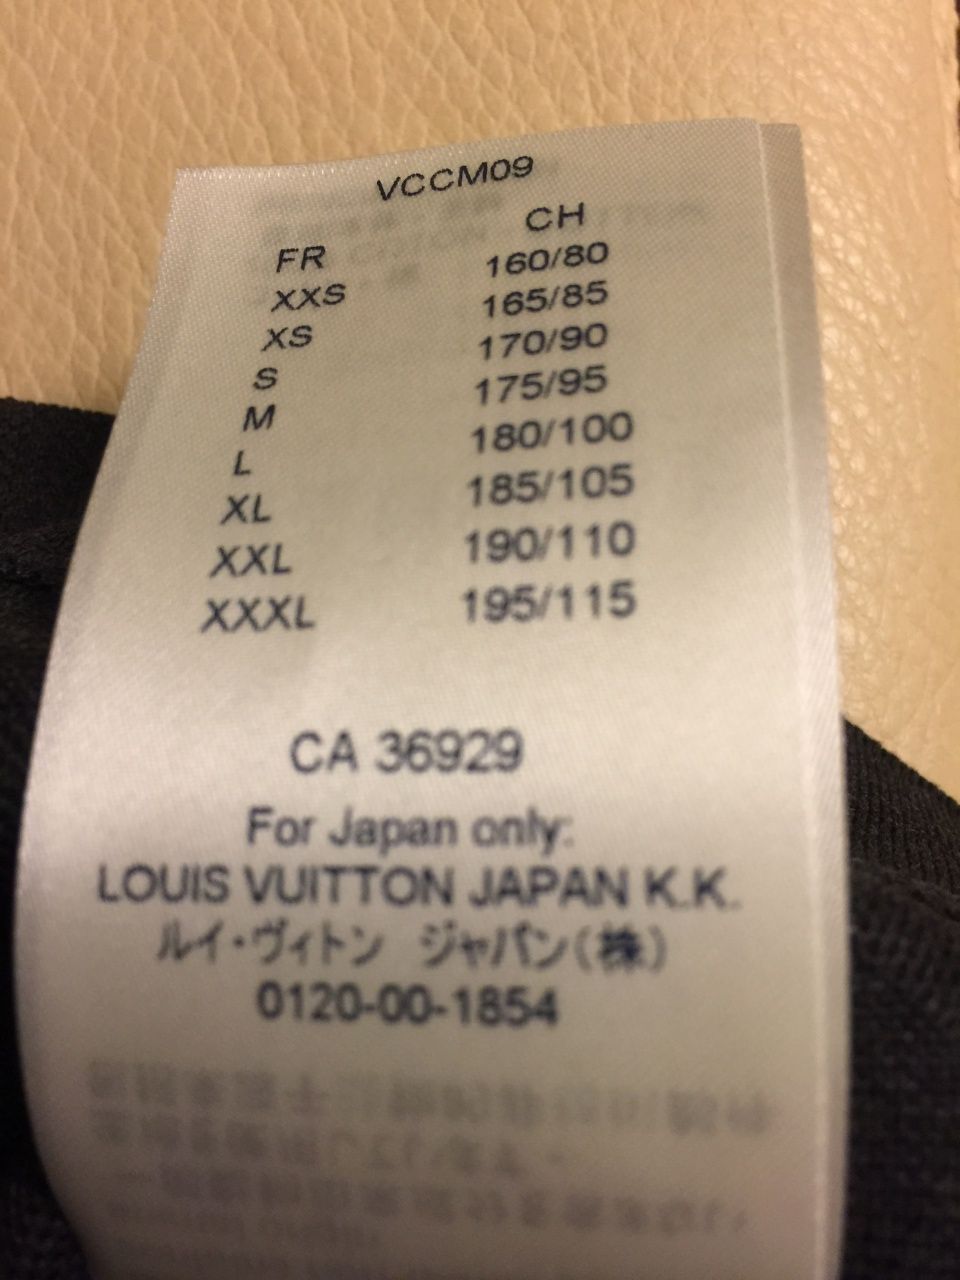 VCCM09
FR CH
XXS 160/80
XS 165/85
S 170/90
M 175/95
L 180/100
XL 185/105
XXL 190/110
XXXL 195/115
CA 36929
For Japan only:
LOUIS VUITTON JAPAN K.K.
ルイ・ヴィトン ジャパン(株)
0120-00-1854